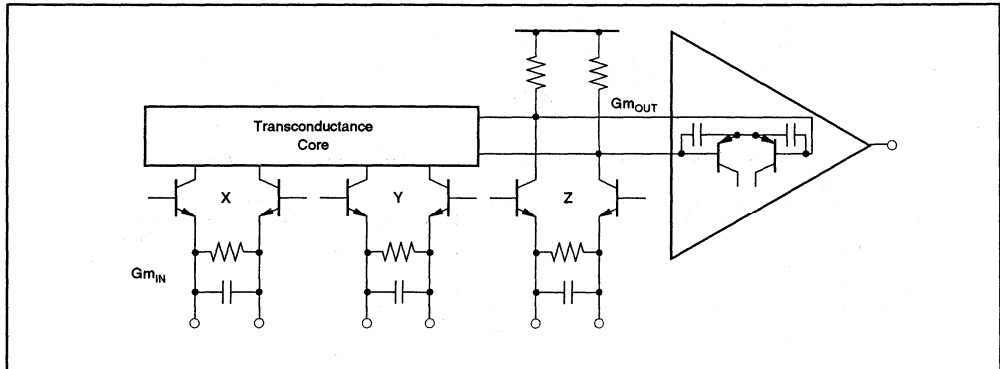 Gm_OUT
Transconductance
Core
X
Y
Z
Gm_IN